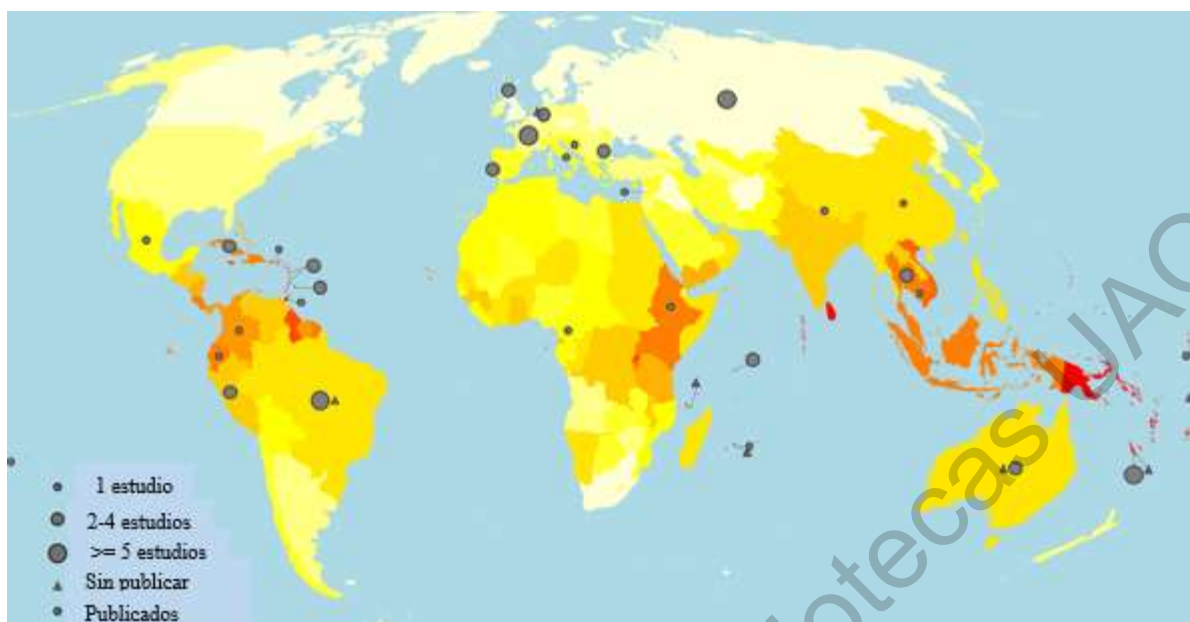 1 estudio
2-4 estudios
>= 5 estudios
Sin publicar
Publicados